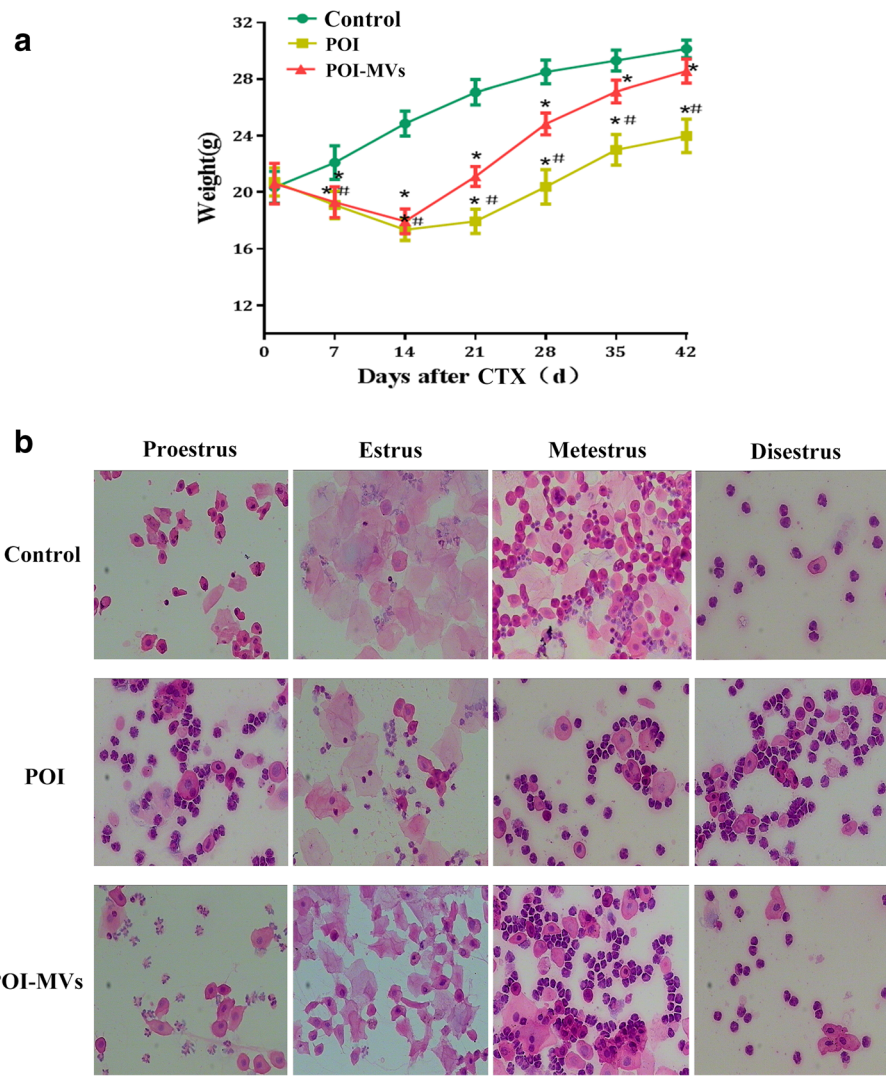 a
32
28
24
20
16
12
Weight(g)
Control
POI
POI-MVs
*
* #
*
* #
*
* #
*
* #
*
* #
*
* #
0 7 14 21 28 35 42
Days after CTX（d）
b
Proestrus Estrus Metestrus Disestrus
Control
POI
POI-MVs